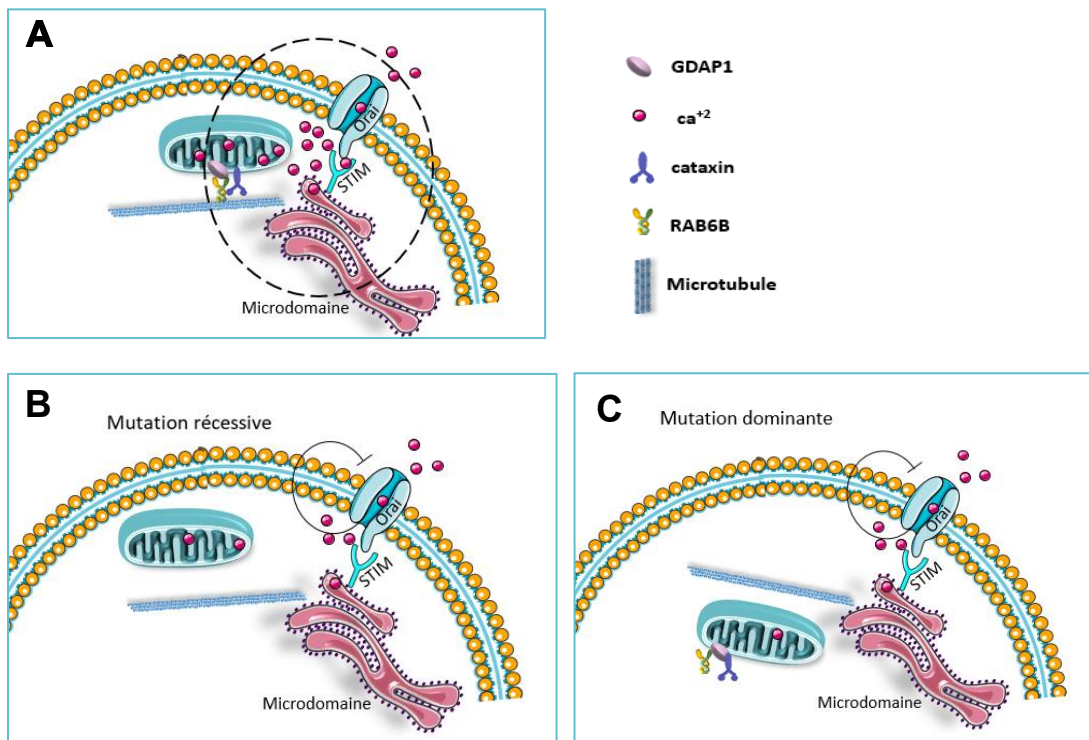 A
Orai
STIM
Microdomaine
GDAP1
ca+2
cataxin
RAB6B
Microtubule
B
Mutation récessive
Orai
STIM
Microdomaine
C
Mutation dominante
Orai
STIM
Microdomaine